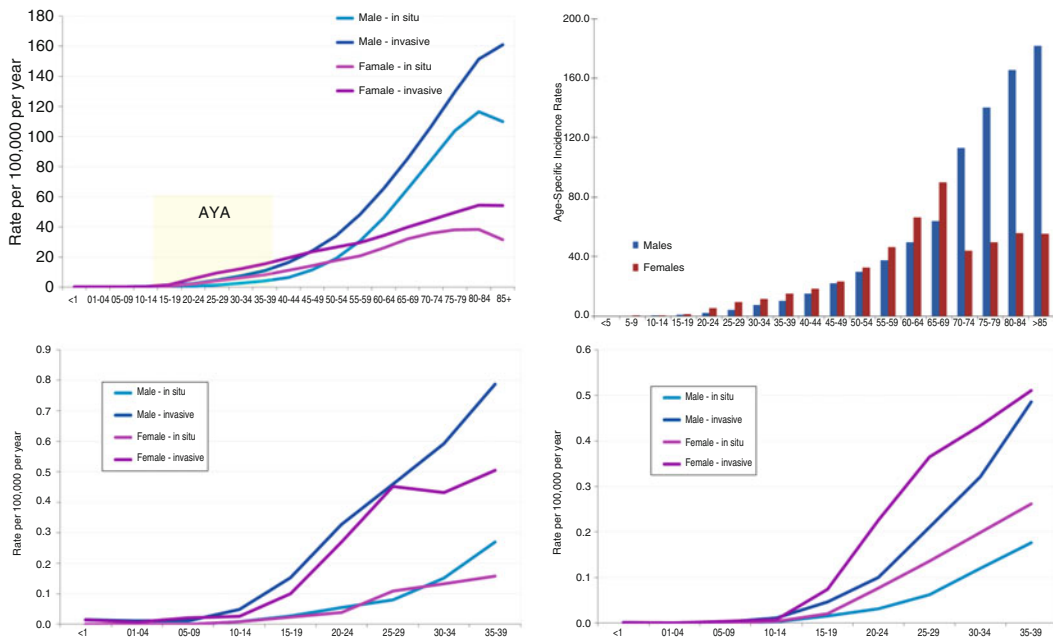 180
160
140
120
100
80
60
40
20
0
Rate per 100,000 per year
Male - in situ
Male - invasive
Famale - in situ
Famale - invasive
AYA
<1 01-04 05-09 10-14 15-19 20-24 25-29 30-34 35-39 40-44 45-49 50-54 55-59 60-64 65-69 70-74 75-79 80-84 85+
200.0
160.0
120.0
80.0
40.0
0.0
Age-Specific Incidence Rates
Males
Females
<5 5-9 10-14 15-19 20-24 25-29 30-34 35-39 40-44 45-49 50-54 55-59 60-64 65-69 70-74 75-79 80-84 >85
0.9
0.8
0.7
0.6
0.5
0.4
0.3
0.2
0.1
0.0
Rate per 100,000 per year
Male - in situ
Male - invasive
Female - in situ
Female - invasive
<1 01-04 05-09 10-14 15-19 20-24 25-29 30-34 35-39
0.6
0.5
0.4
0.3
0.2
0.1
0.0
Rate per 100,000 per year
Male - in situ
Male - invasive
Female - in situ
Female - invasive
<1 01-04 05-09 10-14 15-19 20-24 25-29 30-34 35-39